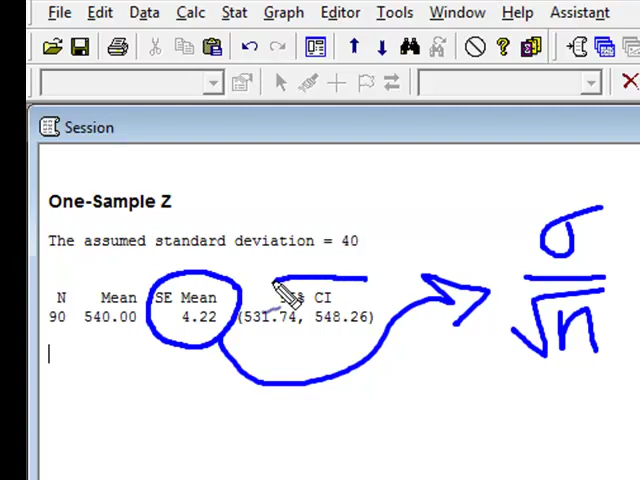 File Edit Data Calc Stat Graph Editor Tools Window Help Assistant
Session
One-Sample Z
The assumed standard deviation = 40
N Mean SE Mean % CI
90 540.00 4.22 (531.74, 548.26)
σ
√n